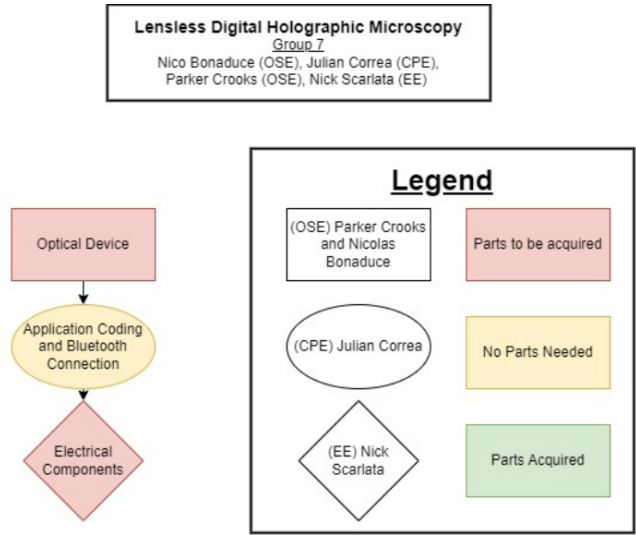 Lensless Digital Holographic Microscopy
Group 7
Nico Bonaduce (OSE), Julian Correa (CPE),
Parker Crooks (OSE), Nick Scarlata (EE)
Optical Device
Application Coding
and Bluetooth
Connection
Electrical
Components
Legend
(OSE) Parker Crooks
and Nicolas
Bonaduce
Parts to be acquired
(CPE) Julian Correa
No Parts Needed
(EE) Nick
Scarlata
Parts Acquired